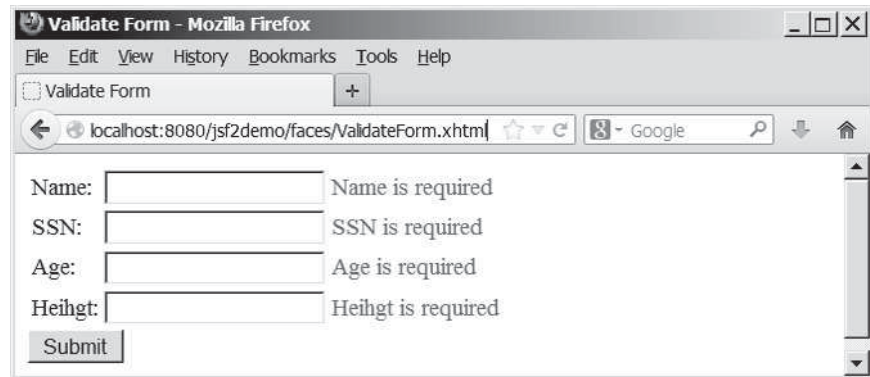 Validate Form - Mozilla Firefox
File Edit View History Bookmarks Tools Help
Validate Form +
localhost:8080/jsf2demo/faces/ValidateForm.xhtml 8 Google
Name: Name is required
SSN: SSN is required
Age: Age is required
Heihgt: Heihgt is required
Submit